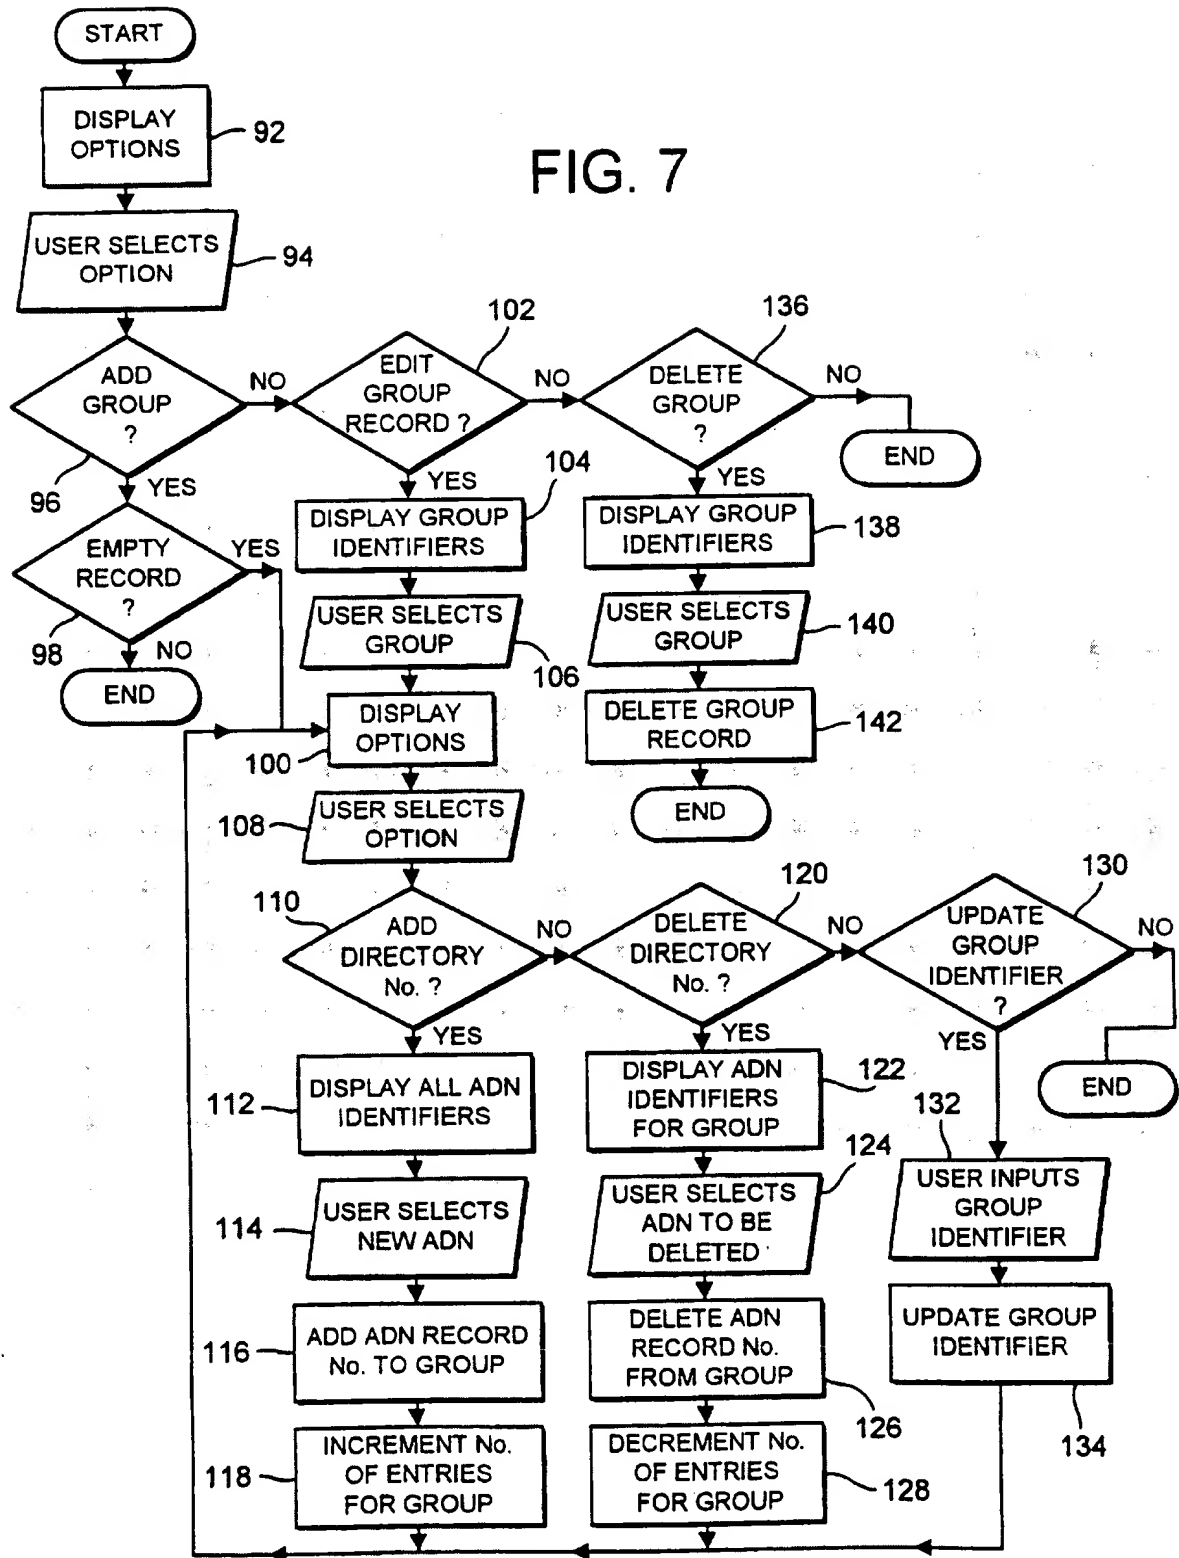 START
DISPLAY
OPTIONS
92
FIG. 7
USER SELECTS
OPTION
94
ADD
GROUP
?
96
NO
YES
EDIT
GROUP
RECORD ?
102
NO
YES
DELETE
GROUP
?
136
NO
YES
END
EMPTY
RECORD
?
98
YES
NO
END
DISPLAY GROUP
IDENTIFIERS
104
USER SELECTS
GROUP
106
DISPLAY GROUP
IDENTIFIERS
138
USER SELECTS
GROUP
140
DELETE GROUP
RECORD
142
END
DISPLAY
OPTIONS
100
USER SELECTS
OPTION
108
ADD
DIRECTORY
No. ?
110
NO
YES
DELETE
DIRECTORY
No. ?
120
NO
YES
UPDATE
GROUP
IDENTIFIER
?
130
NO
YES
END
DISPLAY ALL ADN
IDENTIFIERS
112
USER SELECTS
NEW ADN
114
ADD ADN RECORD
No. TO GROUP
116
INCREMENT No.
OF ENTRIES
FOR GROUP
118
DISPLAY ADN
IDENTIFIERS
FOR GROUP
122
USER SELECTS
ADN TO BE
DELETED
124
DELETE ADN
RECORD No.
FROM GROUP
126
DECREMENT No.
OF ENTRIES
FOR GROUP
128
132
USER INPUTS
GROUP
IDENTIFIER
UPDATE GROUP
IDENTIFIER
134